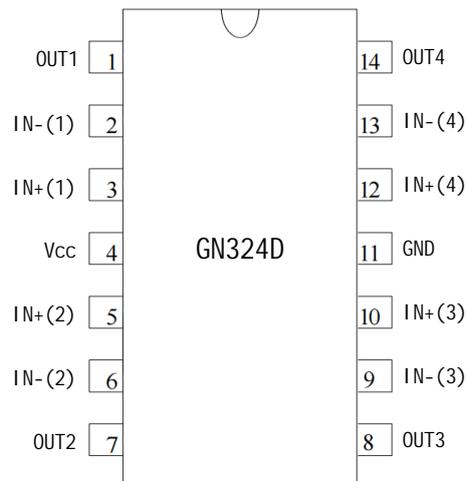 OUT1 1 14 OUT4
IN-(1) 2 13 IN-(4)
IN+(1) 3 12 IN+(4)
Vcc 4 GN324D 11 GND
IN+(2) 5 10 IN+(3)
IN-(2) 6 9 IN-(3)
OUT2 7 8 OUT3